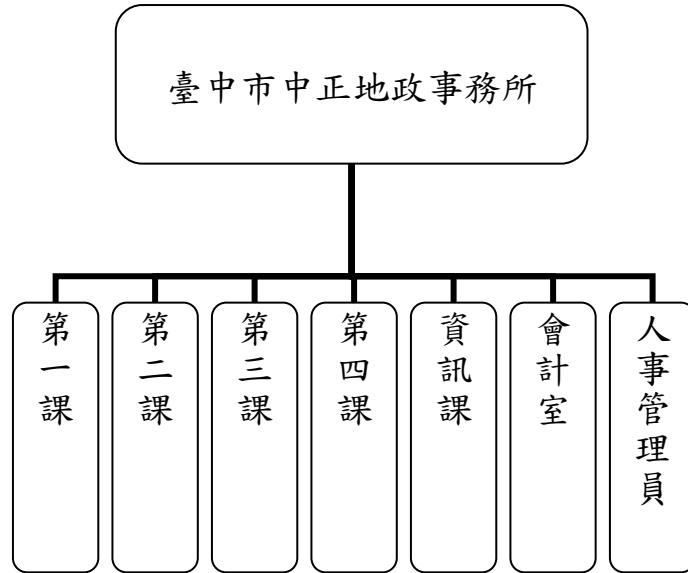 臺中市中正地政事務所
第一課
第二課
第三課
第四課
資訊課
會計室
人事管理員